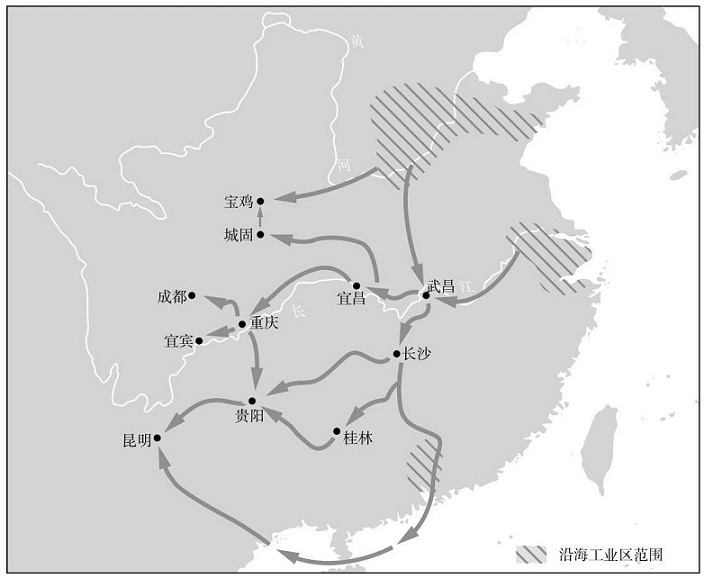 黄
河
宝鸡
城固
成都
宜昌
武昌
江
长
重庆
宜宾
长沙
贵阳
昆明
桂林
沿海工业区范围